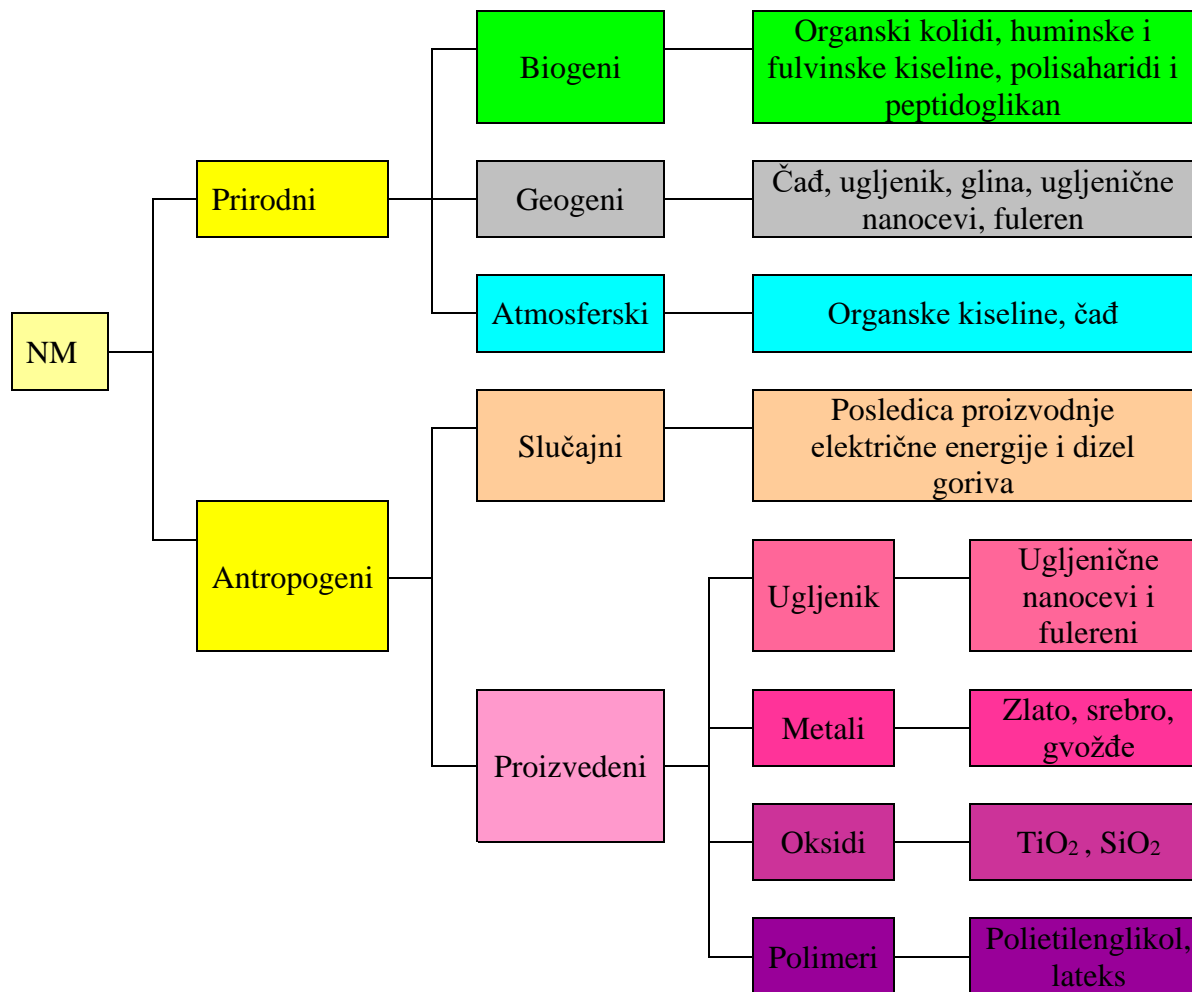 NM
Prirodni
Biogeni
Organski kolidi, huminske i
fulvinske kiseline, polisaharidi i
peptidoglikan
Geogeni
Čađ, ugljenik, glina, ugljenične
nanocevi, fuleren
Atmosferski
Organske kiseline, čađ
Antropogeni
Slučajni
Posledica proizvodnje
električne energije i dizel
goriva
Proizvedeni
Ugljenik
Ugljenične
nanocevi i
fulereni
Metali
Zlato, srebro,
gvožđe
Oksidi
TiO₂ , SiO₂
Polimeri
Polietilenglikol,
lateks